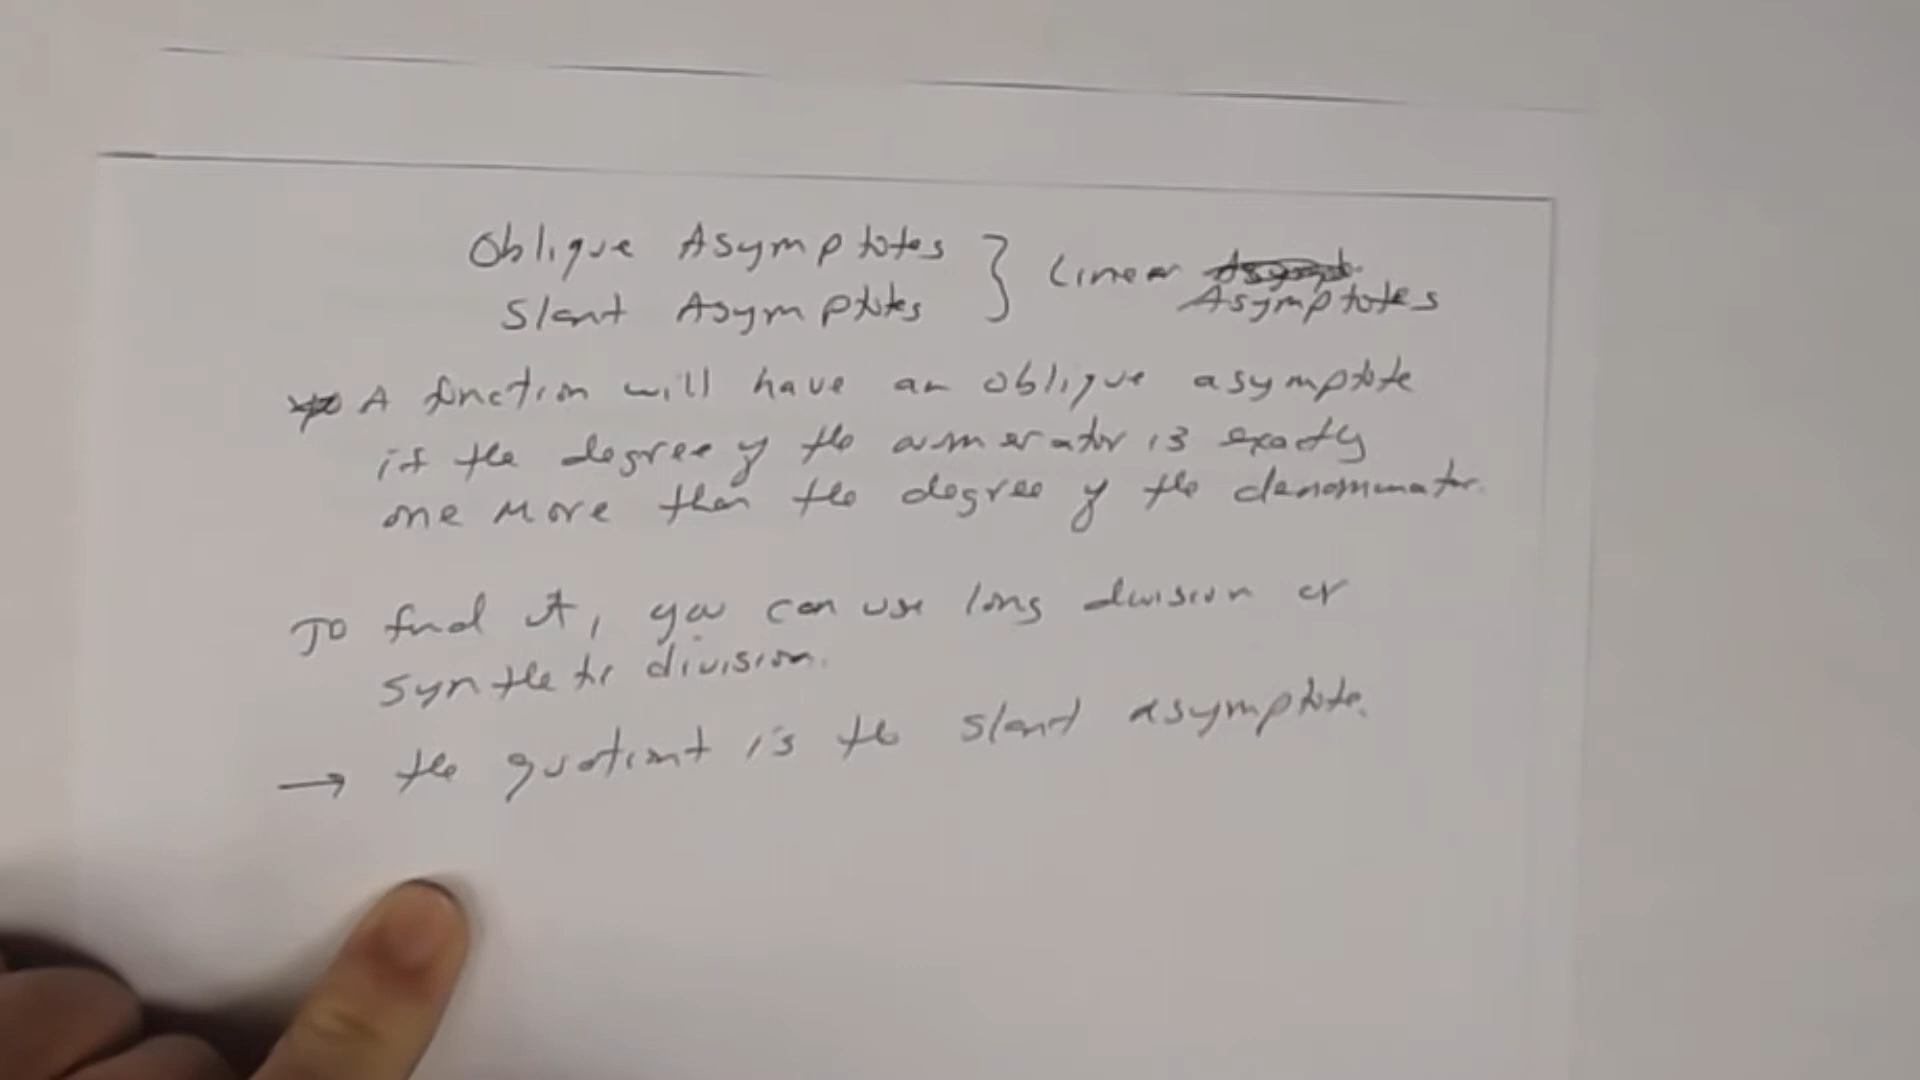 Oblique Asymptotes } Linear
Slant Asymptotes Asymptotes
A function will have an oblique asymptote
if the degree of the numerator is exactly
one more than the degree of the denominator.
To find it, you can use long division or
synthetic division.
→ the quotient is the slant asymptote.